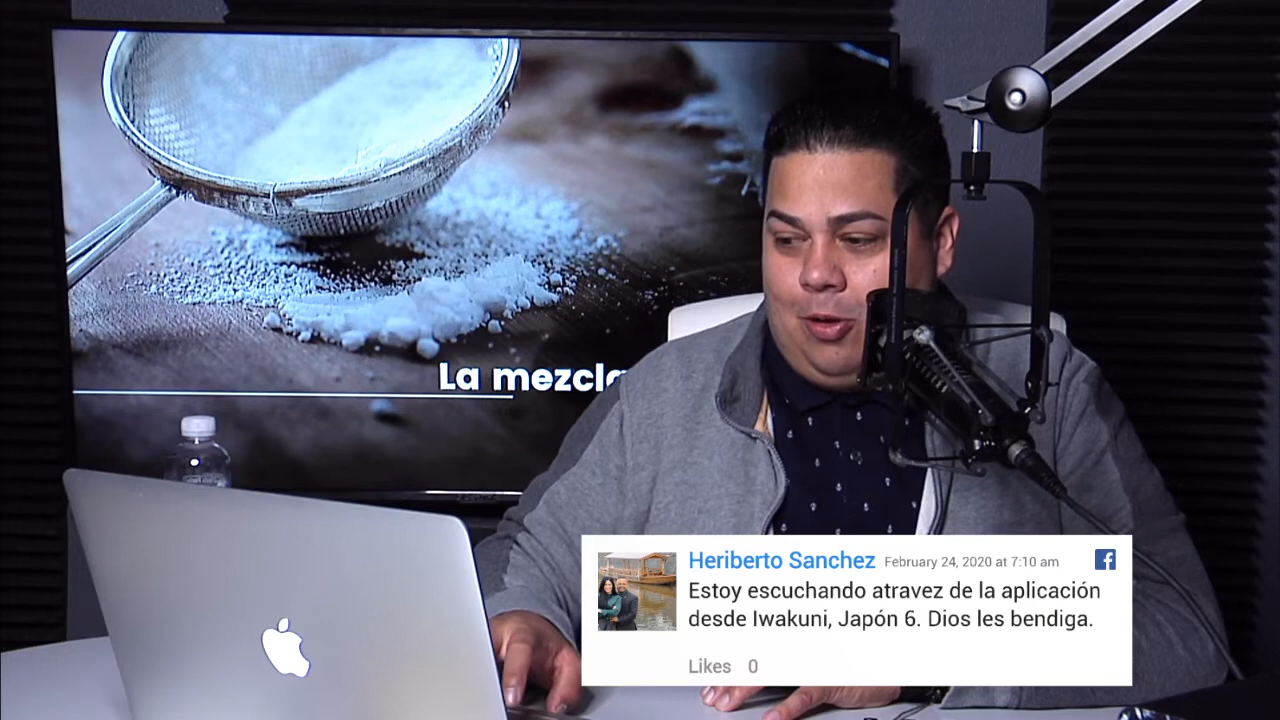 La mezcla
Heriberto Sanchez February 24, 2020 at 7:10 am
Estoy escuchando atravez de la aplicación
desde Iwakuni, Japón 6. Dios les bendiga.
Likes 0